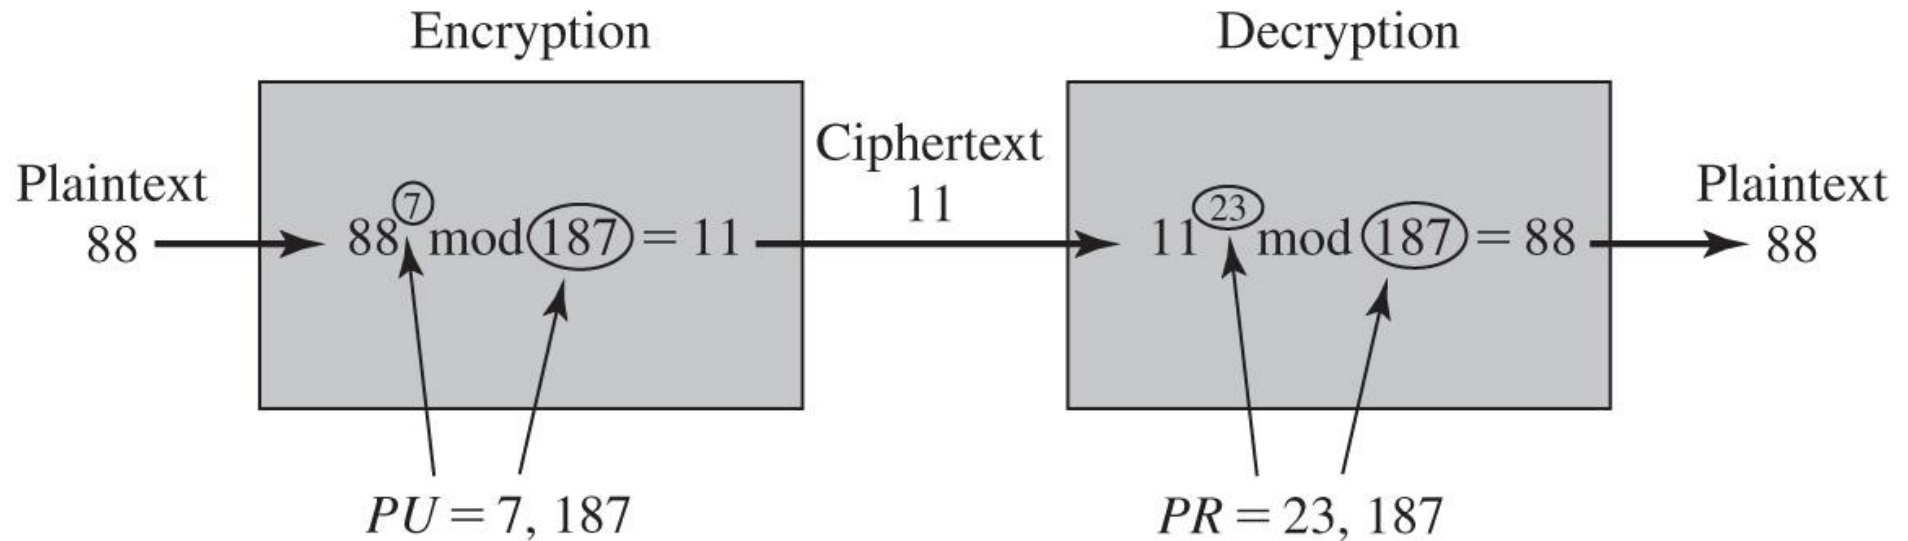 Encryption
Decryption
Plaintext
88
88^7 mod 187 = 11
Ciphertext
11
11^23 mod 187 = 88
Plaintext
88
PU = 7, 187
PR = 23, 187